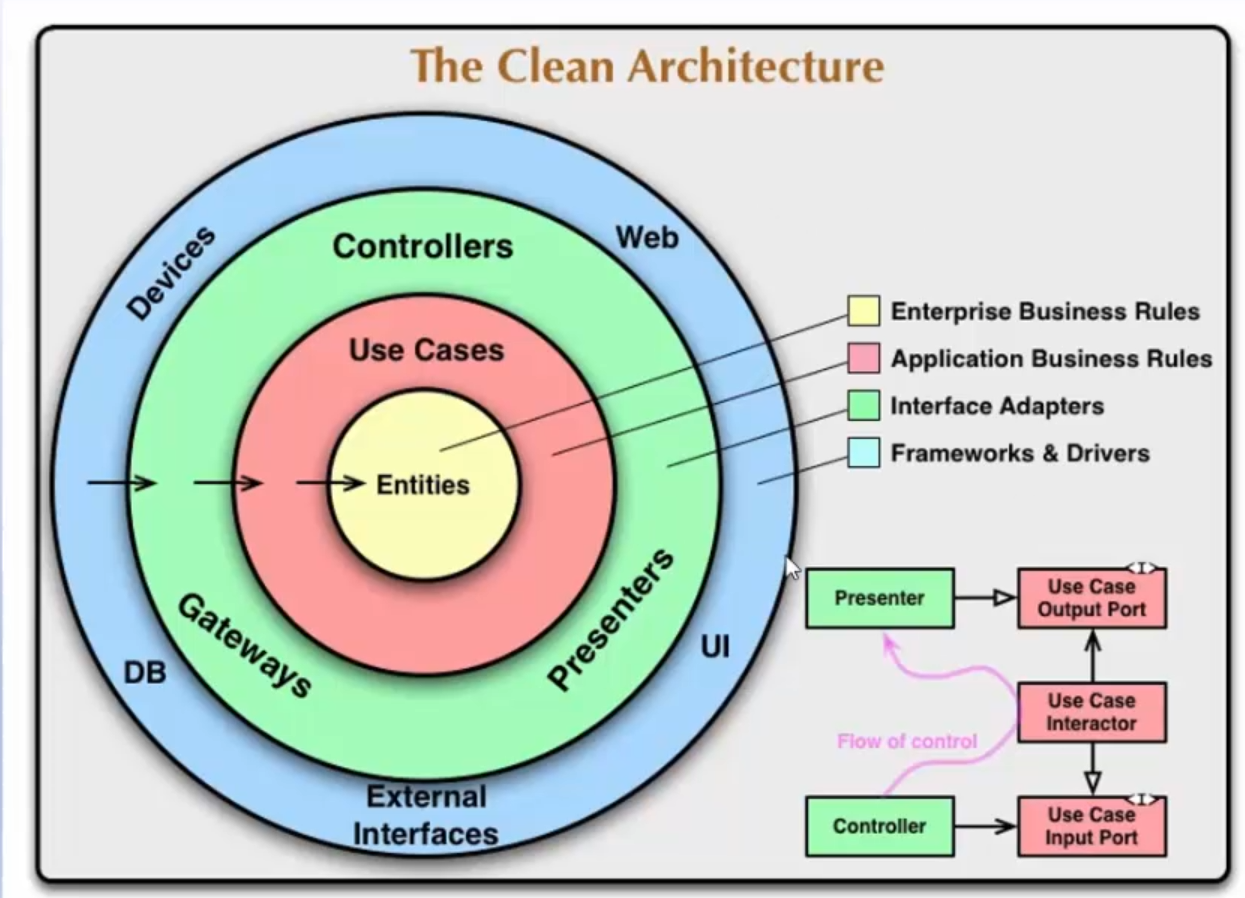 The Clean Architecture
Devices
Controllers
Web
Use Cases
Entities
Gateways
Presenters
DB
UI
External
Interfaces
Enterprise Business Rules
Application Business Rules
Interface Adapters
Frameworks & Drivers
Presenter
Use Case
Output Port
Use Case
Interactor
Flow of control
Controller
Use Case
Input Port